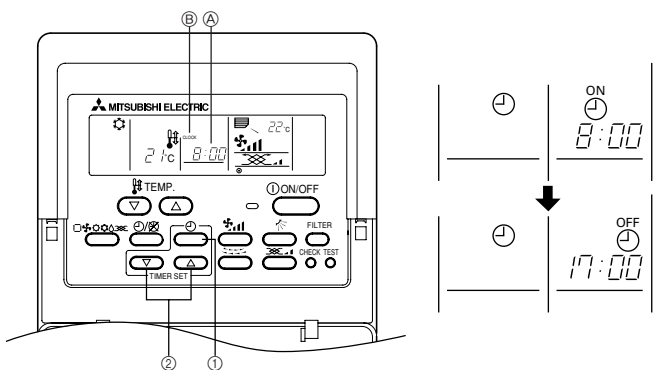 Ⓑ Ⓐ
MITSUBISHI ELECTRIC
CLOCK
22°C
21°C
8:00
TEMP.
ON/OFF
FILTER
CHECK TEST
TIMER SET
② ①
ON
8:00
OFF
17:00